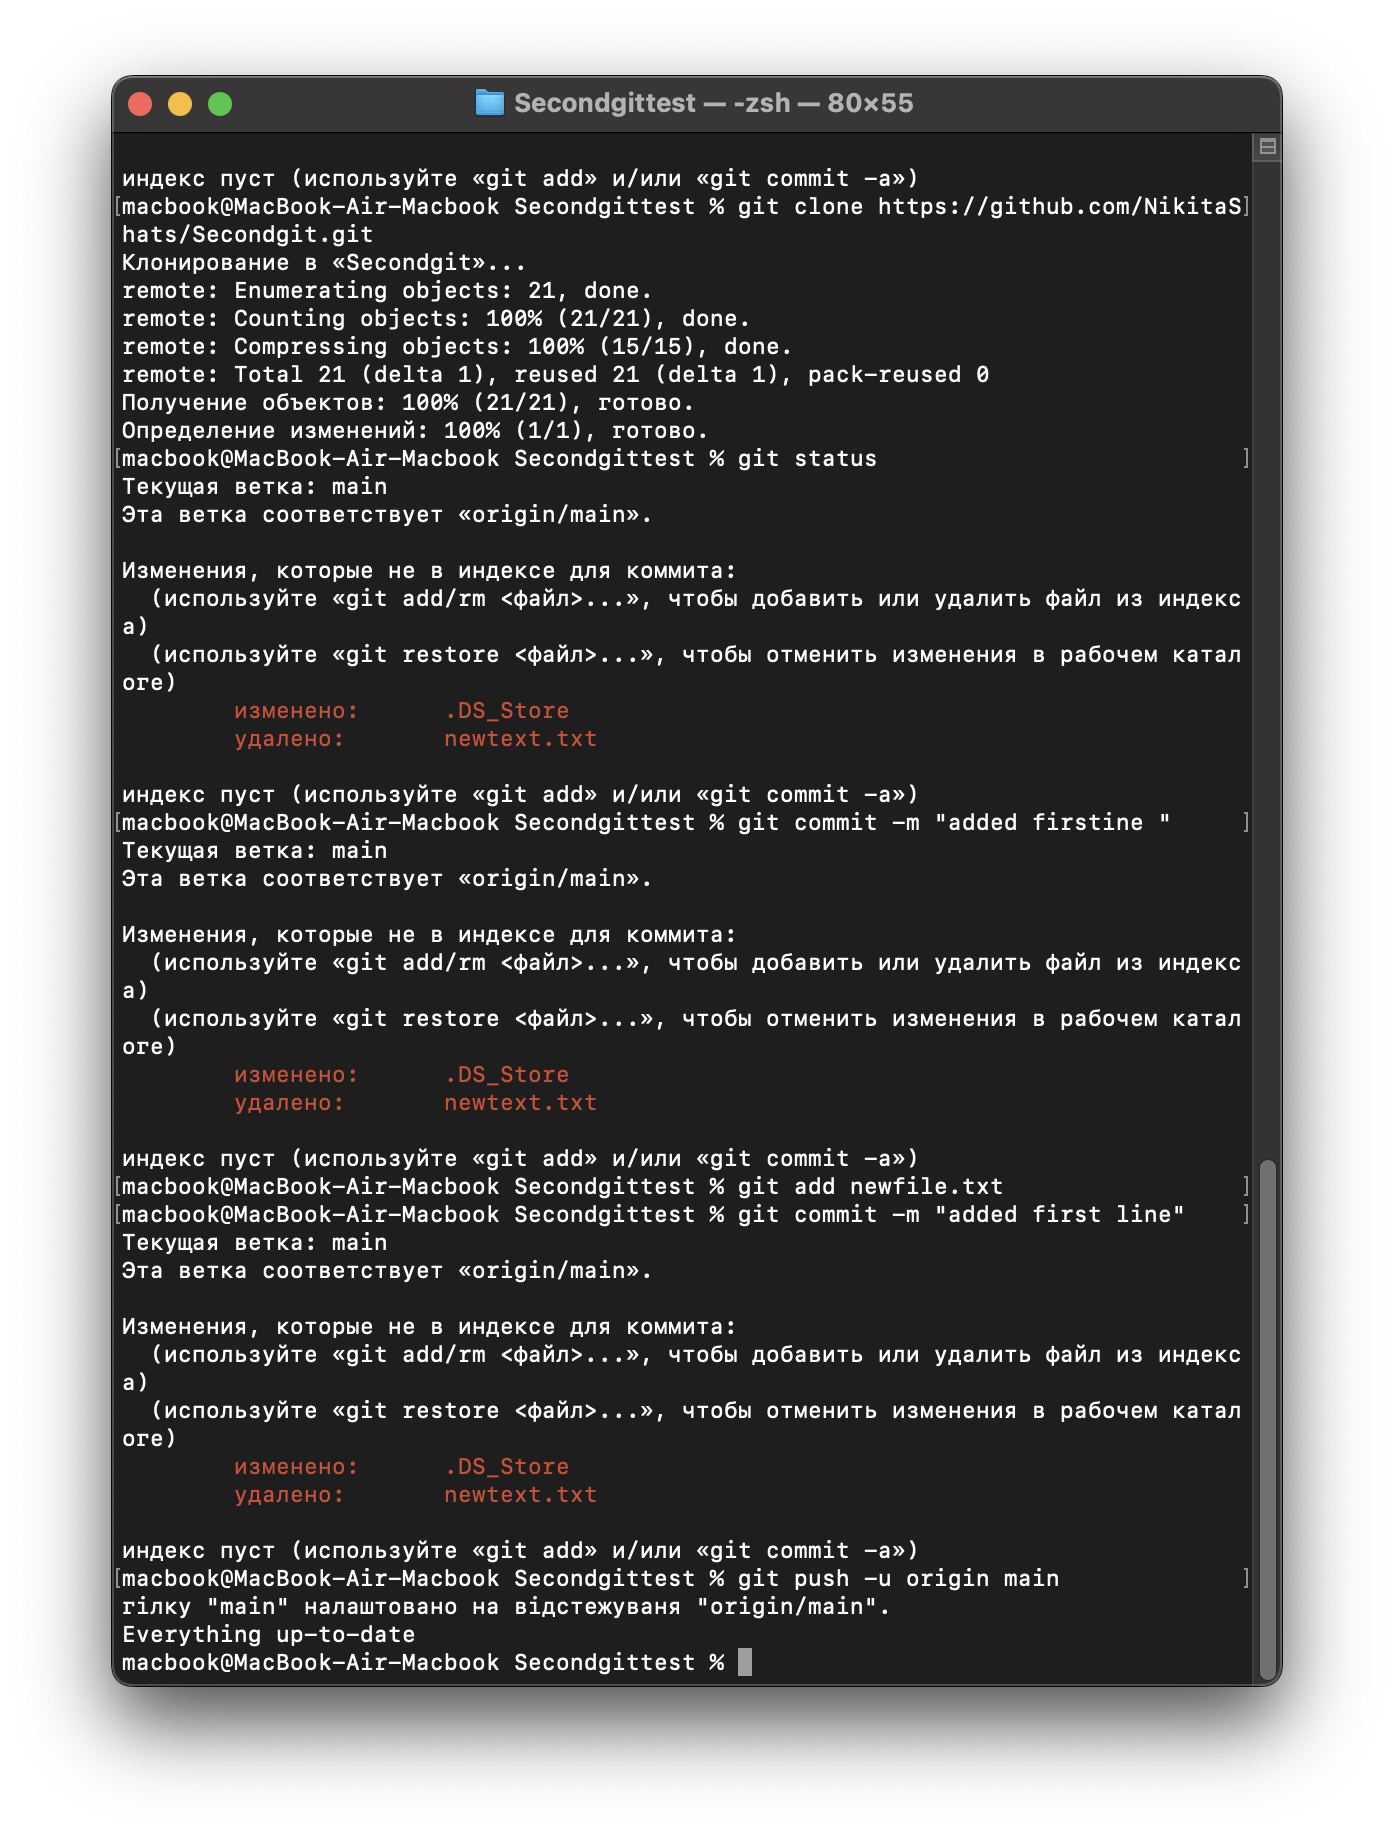 Secondgittest — -zsh — 80×55
индекс пуст (используйте «git add» и/или «git commit -a»)
[macbook@MacBook-Air-Macbook Secondgittest % git clone https://github.com/NikitaS]
hats/Secondgit.git
Клонирование в «Secondgit»...
remote: Enumerating objects: 21, done.
remote: Counting objects: 100% (21/21), done.
remote: Compressing objects: 100% (15/15), done.
remote: Total 21 (delta 1), reused 21 (delta 1), pack-reused 0
Получение объектов: 100% (21/21), готово.
Определение изменений: 100% (1/1), готово.
[macbook@MacBook-Air-Macbook Secondgittest % git status ]
Текущая ветка: main
Эта ветка соответствует «origin/main».
Изменения, которые не в индексе для коммита:
  (используйте «git add/rm <файл>...», чтобы добавить или удалить файл из индекс
а)
  (используйте «git restore <файл>...», чтобы отменить изменения в рабочем катал
оге)
        изменено:      .DS_Store
        удалено:       newtext.txt
индекс пуст (используйте «git add» и/или «git commit -a»)
[macbook@MacBook-Air-Macbook Secondgittest % git commit -m "added firstine " ]
Текущая ветка: main
Эта ветка соответствует «origin/main».
Изменения, которые не в индексе для коммита:
  (используйте «git add/rm <файл>...», чтобы добавить или удалить файл из индекс
а)
  (используйте «git restore <файл>...», чтобы отменить изменения в рабочем катал
оге)
        изменено:      .DS_Store
        удалено:       newtext.txt
индекс пуст (используйте «git add» и/или «git commit -a»)
[macbook@MacBook-Air-Macbook Secondgittest % git add newfile.txt ]
[macbook@MacBook-Air-Macbook Secondgittest % git commit -m "added first line" ]
Текущая ветка: main
Эта ветка соответствует «origin/main».
Изменения, которые не в индексе для коммита:
  (используйте «git add/rm <файл>...», чтобы добавить или удалить файл из индекс
а)
  (используйте «git restore <файл>...», чтобы отменить изменения в рабочем катал
оге)
        изменено:      .DS_Store
        удалено:       newtext.txt
индекс пуст (используйте «git add» и/или «git commit -a»)
[macbook@MacBook-Air-Macbook Secondgittest % git push -u origin main ]
гілку "main" налаштовано на відстежуваня "origin/main".
Everything up-to-date
macbook@MacBook-Air-Macbook Secondgittest %